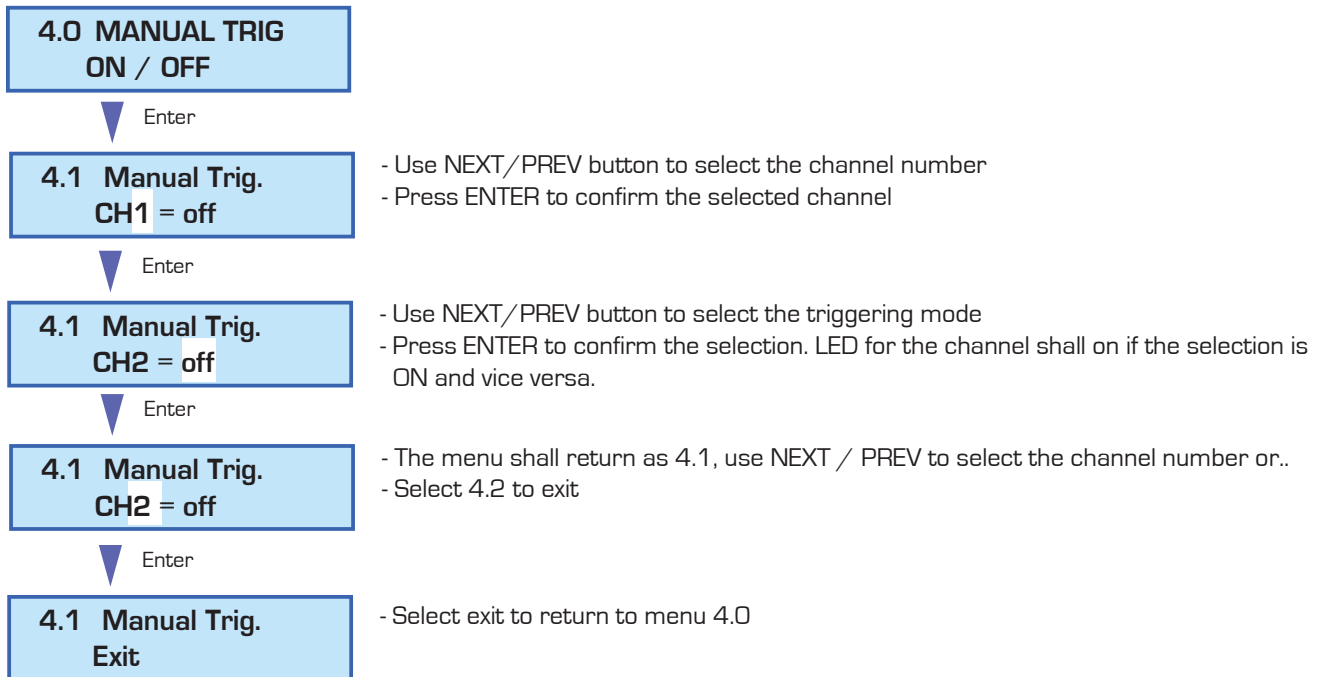 4.0 MANUAL TRIG
ON / OFF
Enter
4.1 Manual Trig.
CH1 = off
- Use NEXT/PREV button to select the channel number
- Press ENTER to confirm the selected channel
Enter
4.1 Manual Trig.
CH2 = off
- Use NEXT/PREV button to select the triggering mode
- Press ENTER to confirm the selection. LED for the channel shall on if the selection is
ON and vice versa.
Enter
4.1 Manual Trig.
CH2 = off
- The menu shall return as 4.1, use NEXT / PREV to select the channel number or..
- Select 4.2 to exit
Enter
4.1 Manual Trig.
Exit
- Select exit to return to menu 4.0